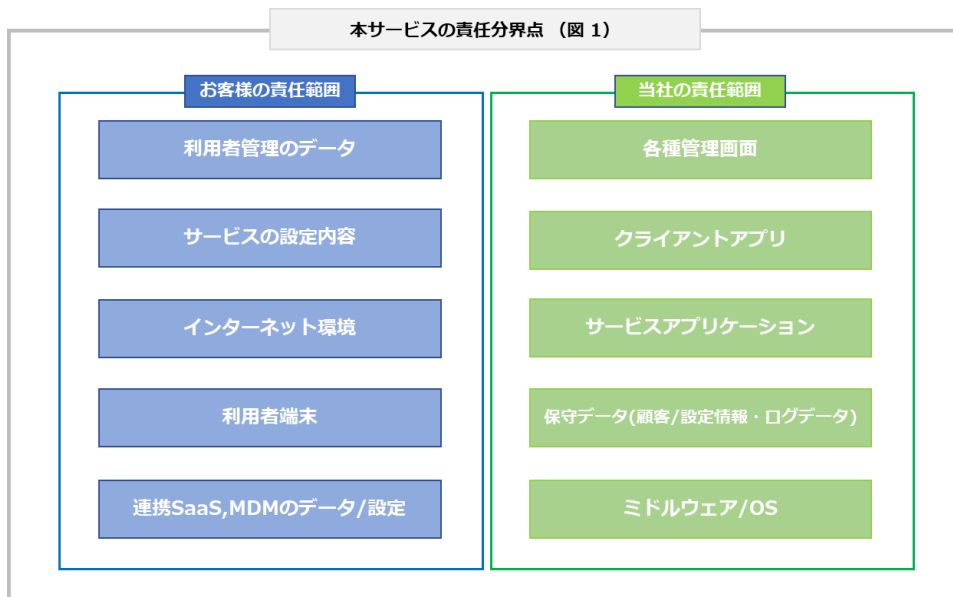 本サービスの責任分界点 （図 1）
お客様の責任範囲
利用者管理のデータ
サービスの設定内容
インターネット環境
利用者端末
連携SaaS,MDMのデータ/設定
当社の責任範囲
各種管理画面
クライアントアプリ
サービスアプリケーション
保守データ(顧客/設定情報・ログデータ)
ミドルウェア/OS